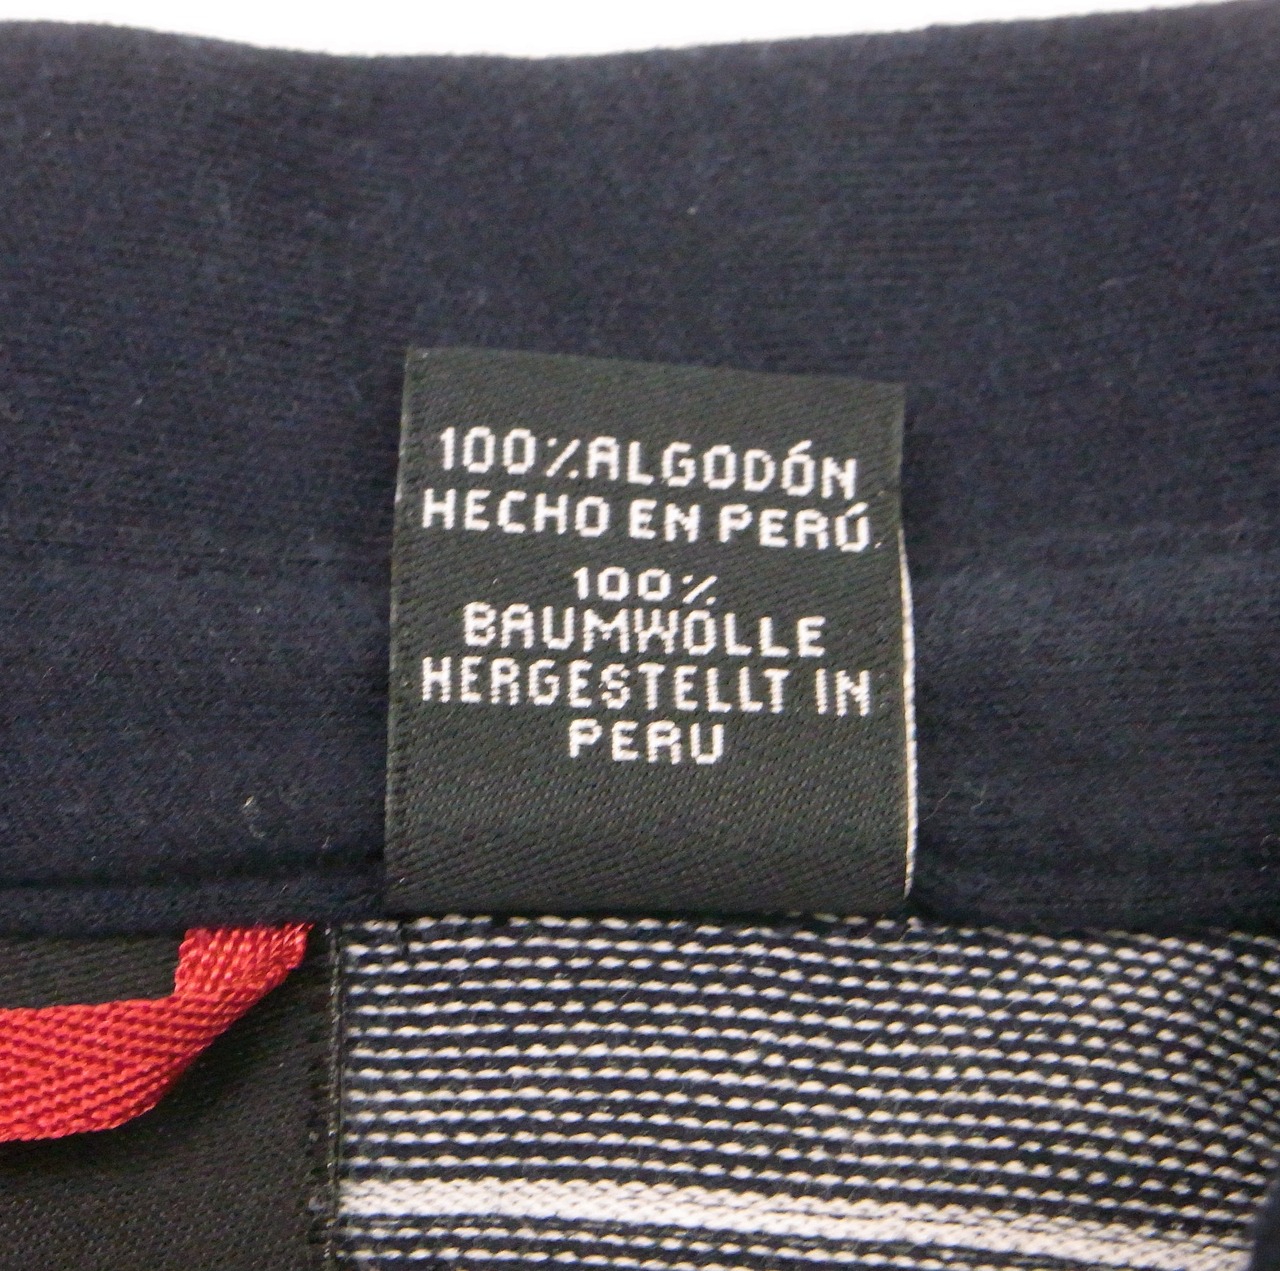 100%ALGODÓN
HECHO EN PERÚ
100%
BAUMWOLLE
HERGESTELLT IN
PERU